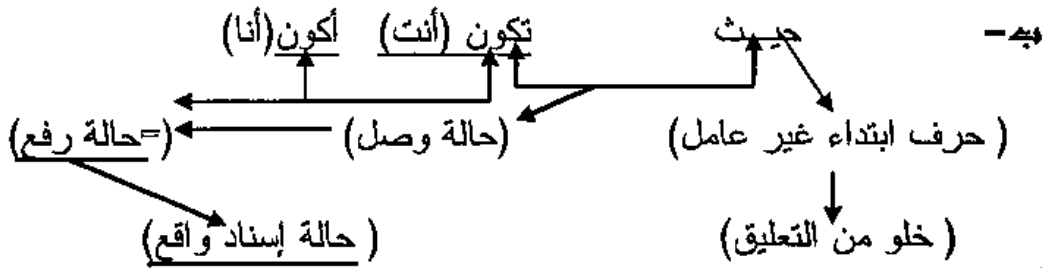 حيث تكون (أنت) أكون (أنا)
( حرف ابتداء غير عامل) (حالة وصل) (=حالة رفع)
( خلو من التعليق) ( حالة إسناد واقع)